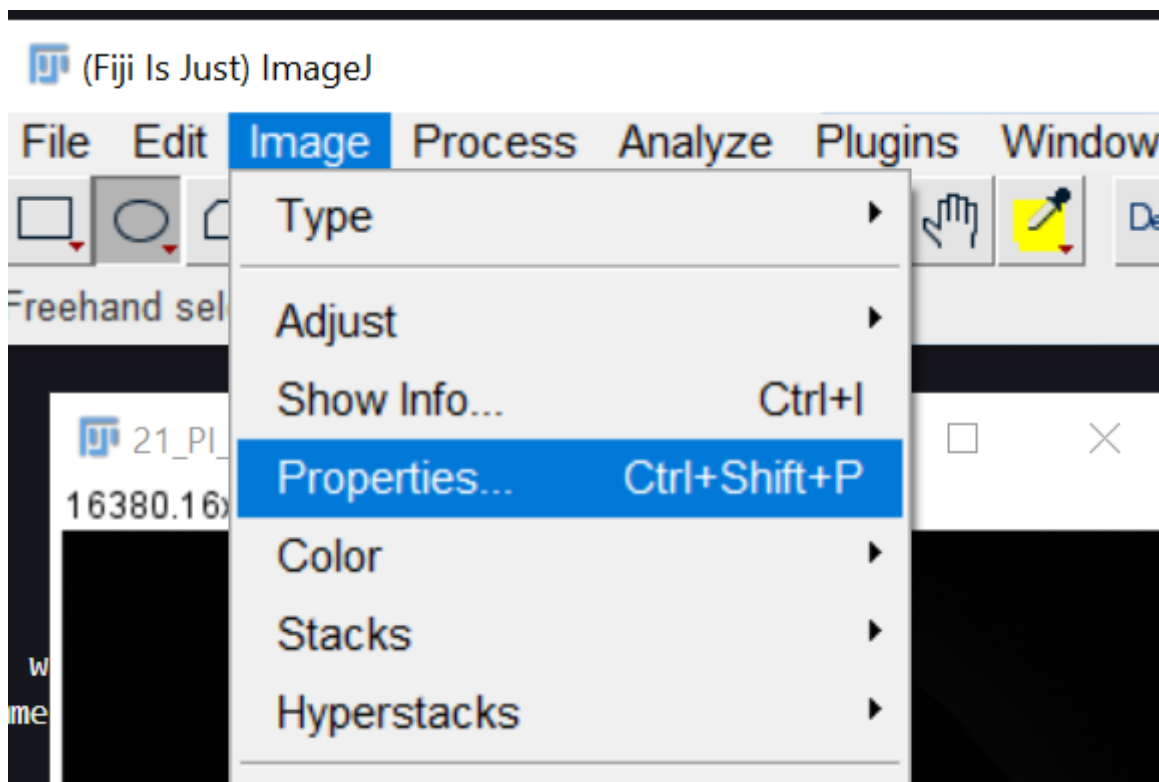 (Fiji Is Just) ImageJ
File Edit Image Process Analyze Plugins Window
Type
Freehand
Adjust
Show Info... Ctrl+I
21_PI_
Properties... Ctrl+Shift+P
16380.16x
Color
Stacks
Hyperstacks